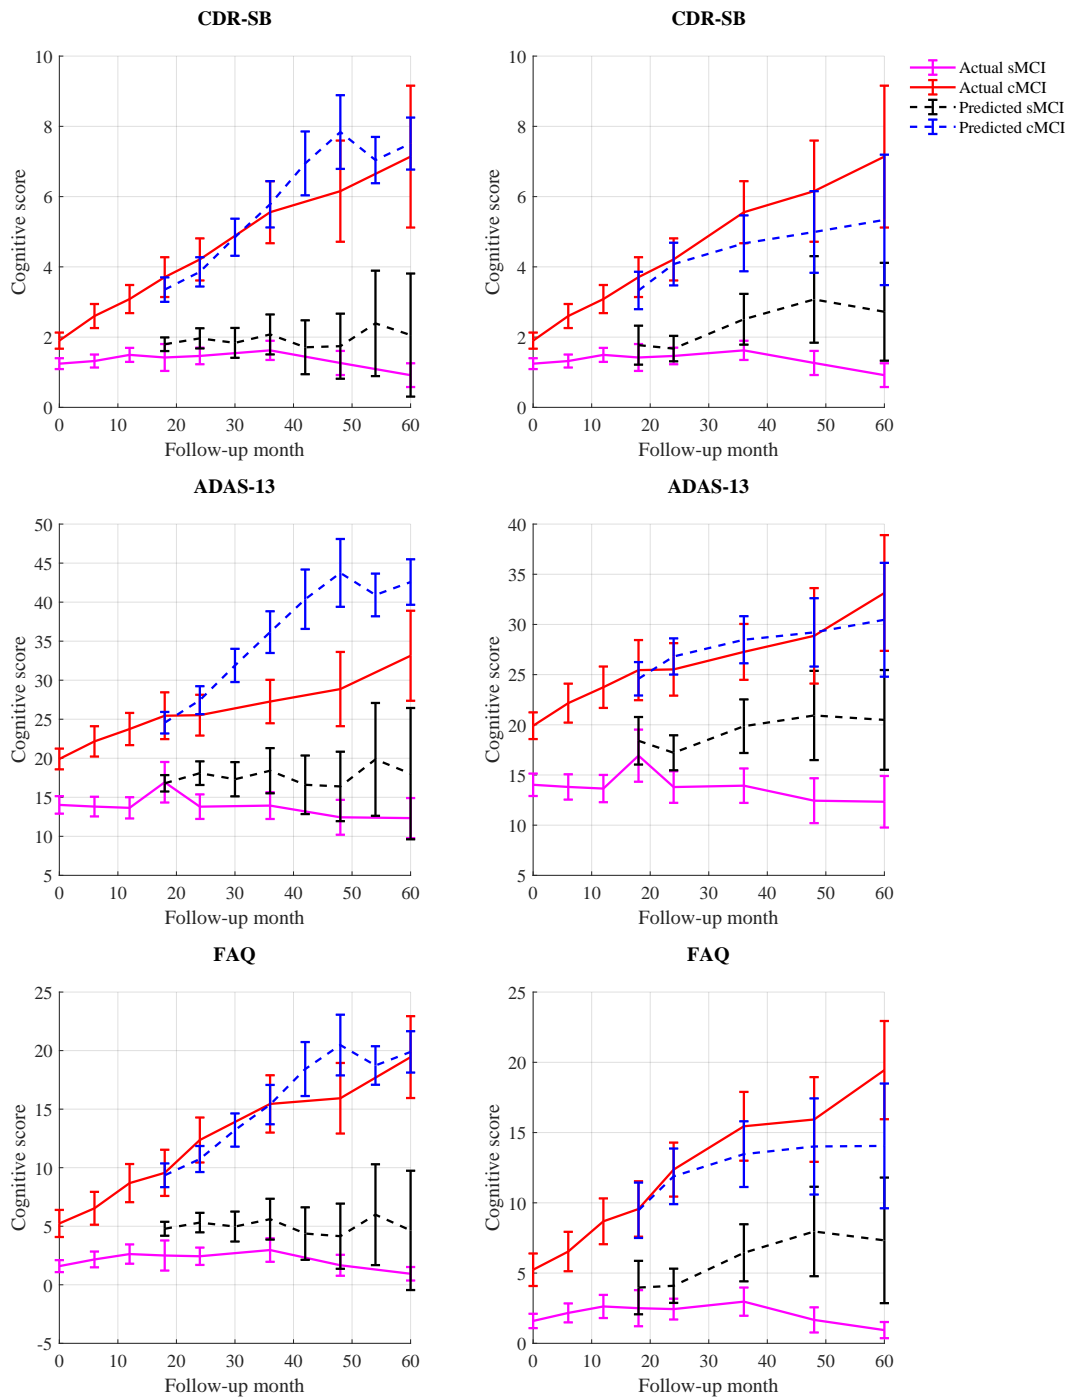 CDR-SB
10
8
6
4
2
0
Cognitive score
0 10 20 30 40 50 60
Follow-up month
CDR-SB
10
8
6
4
2
0
Cognitive score
0 10 20 30 40 50 60
Follow-up month
Actual sMCI
Actual cMCI
Predicted sMCI
Predicted cMCI
ADAS-13
50
45
40
35
30
25
20
15
10
5
Cognitive score
0 10 20 30 40 50 60
Follow-up month
ADAS-13
40
35
30
25
20
15
10
5
Cognitive score
0 10 20 30 40 50 60
Follow-up month
FAQ
25
20
15
10
5
0
-5
Cognitive score
0 10 20 30 40 50 60
Follow-up month
FAQ
25
20
15
10
5
0
Cognitive score
0 10 20 30 40 50 60
Follow-up month